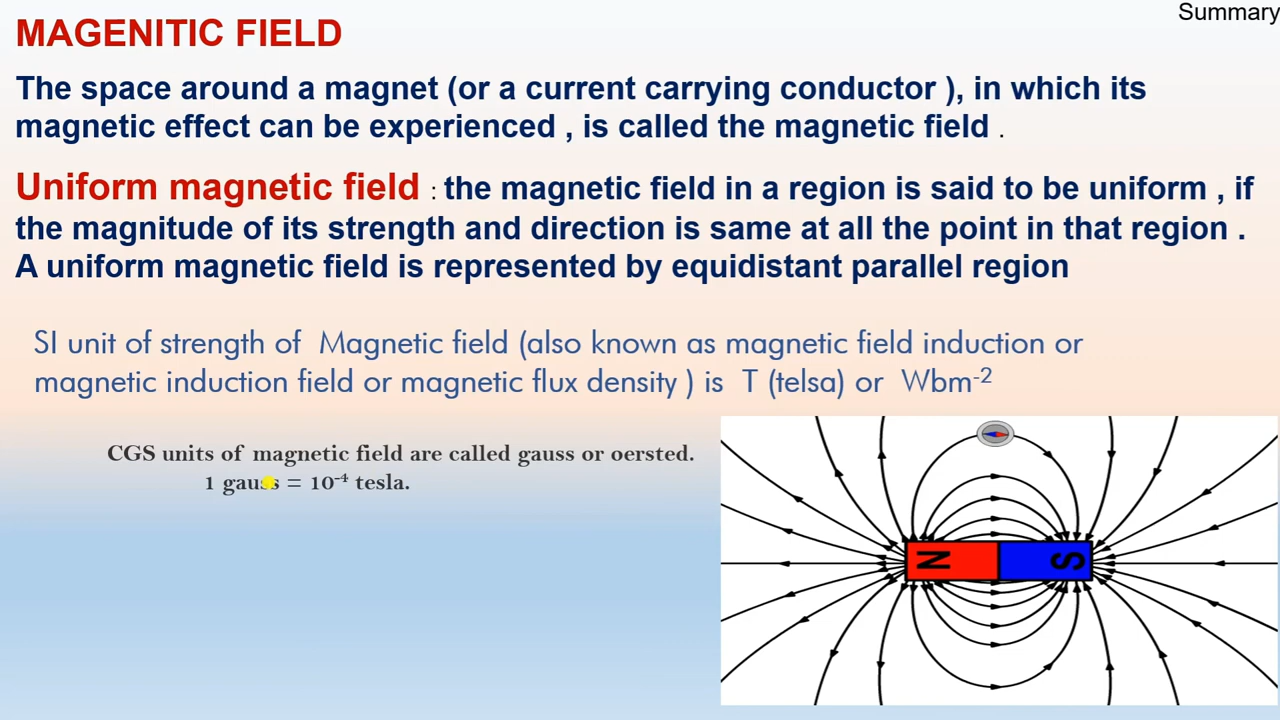 Summary
MAGENITIC FIELD
The space around a magnet (or a current carrying conductor ), in which its
magnetic effect can be experienced , is called the magnetic field .
Uniform magnetic field : the magnetic field in a region is said to be uniform , if
the magnitude of its strength and direction is same at all the point in that region .
A uniform magnetic field is represented by equidistant parallel region
SI unit of strength of Magnetic field (also known as magnetic field induction or
magnetic induction field or magnetic flux density ) is T (telsa) or Wbm⁻²
CGS units of magnetic field are called gauss or oersted.
1 gauss = 10⁻⁴ tesla.
N S